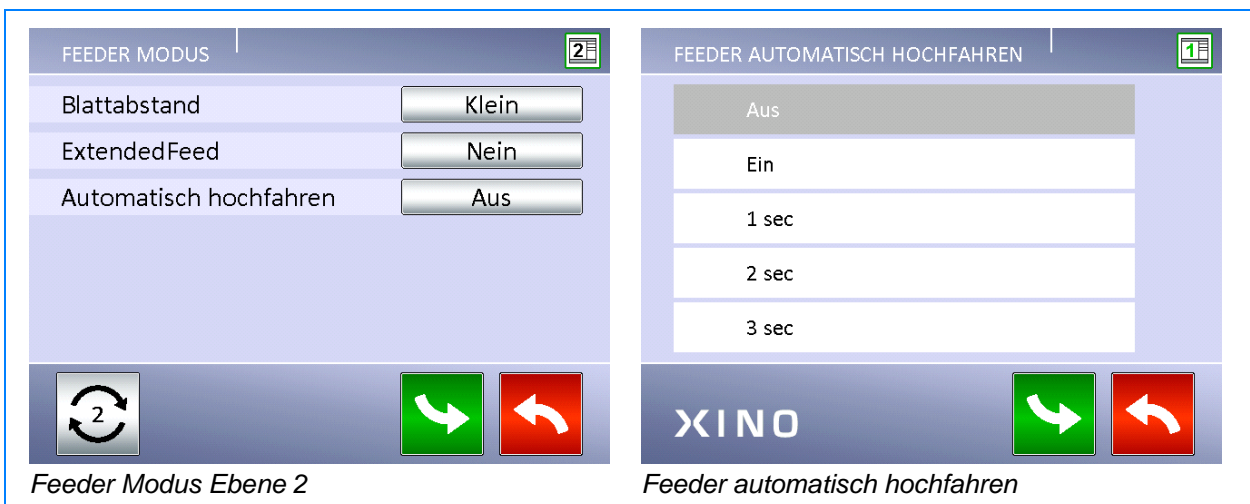 FEEDER MODUS
2
Blattabstand Klein
ExtendedFeed Nein
Automatisch hochfahren Aus
2
Feeder Modus Ebene 2
FEEDER AUTOMATISCH HOCHFAHREN
1
Aus
Ein
1 sec
2 sec
3 sec
XINO
Feeder automatisch hochfahren